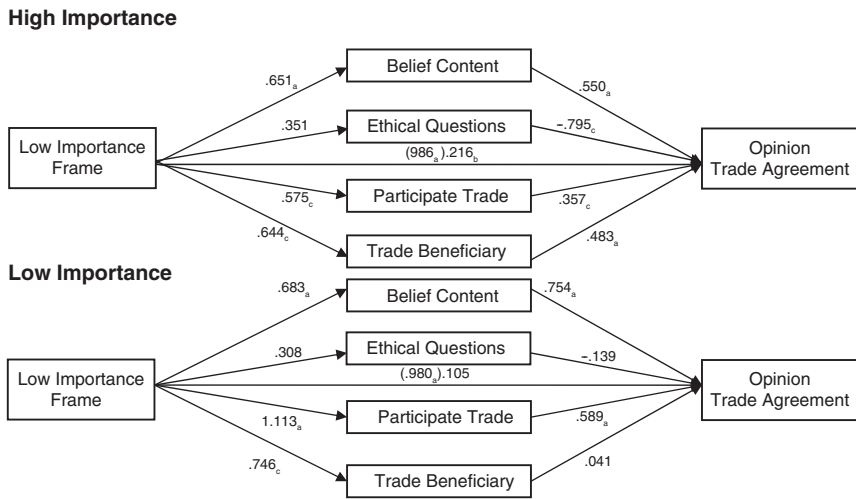 High Importance
Belief Content
.651a
.550a
Ethical Questions
.351
–.795c
Low Importance
Frame
(986a).216b
Opinion
Trade Agreement
Participate Trade
.575c
.357c
.644c
.483a
Trade Beneficiary
Low Importance
.683a
Belief Content
.754a
Ethical Questions
.308
–.139
Low Importance
Frame
(.980a).105
Opinion
Trade Agreement
Participate Trade
1.113a
.589a
.746c
.041
Trade Beneficiary